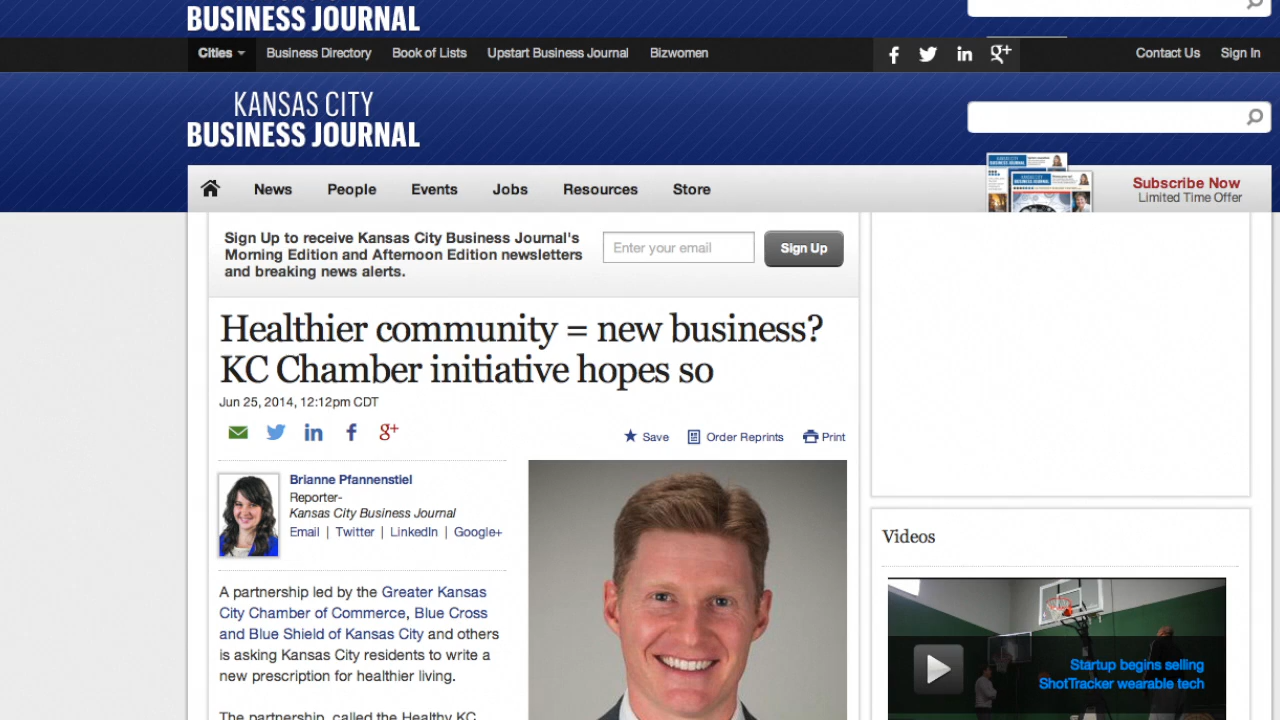 BUSINESS JOURNAL
Cities Business Directory Book of Lists Upstart Business Journal Bizwomen
Contact Us Sign In
KANSAS CITY
BUSINESS JOURNAL
News People Events Jobs Resources Store
Subscribe Now
Limited Time Offer
Sign Up to receive Kansas City Business Journal's
Morning Edition and Afternoon Edition newsletters
and breaking news alerts.
Enter your email
Sign Up
Healthier community = new business?
KC Chamber initiative hopes so
Jun 25, 2014, 12:12pm CDT
Save Order Reprints Print
Brianne Pfannenstiel
Reporter-
Kansas City Business Journal
Email | Twitter | LinkedIn | Google+
A partnership led by the Greater Kansas
City Chamber of Commerce, Blue Cross
and Blue Shield of Kansas City and others
is asking Kansas City residents to write a
new prescription for healthier living.
The partnership, called the Healthy KC
Videos
Startup begins selling
ShotTracker wearable tech